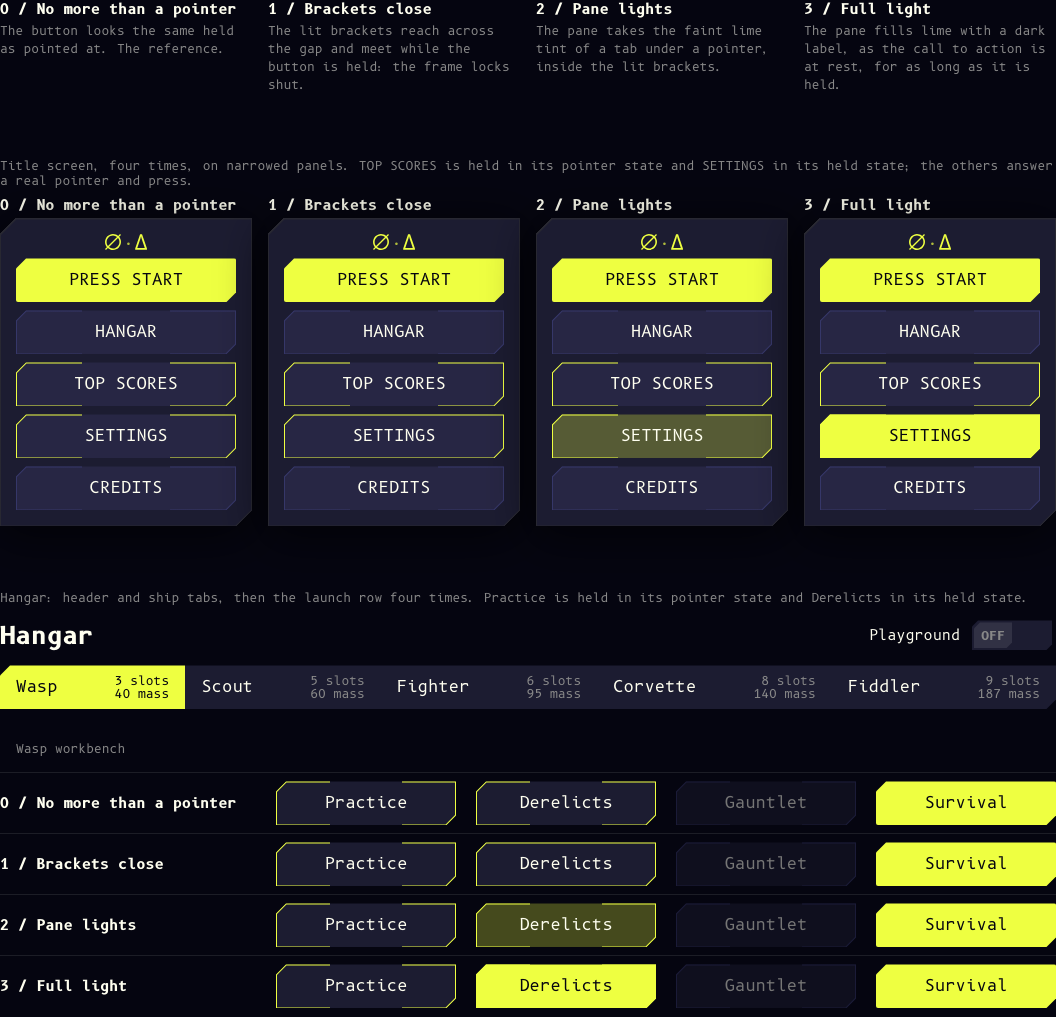 0 / No more than a pointer
The button looks the same held
as pointed at. The reference.
1 / Brackets close
The lit brackets reach across
the gap and meet while the
button is held: the frame locks
shut.
2 / Pane lights
The pane takes the faint lime
tint of a tab under a pointer,
inside the lit brackets.
3 / Full light
The pane fills lime with a dark
label, as the call to action is
at rest, for as long as it is
held.
Title screen, four times, on narrowed panels. TOP SCORES is held in its pointer state and SETTINGS in its held state; the others answer
a real pointer and press.
0 / No more than a pointer
∅·Δ
PRESS START
HANGAR
TOP SCORES
SETTINGS
CREDITS
1 / Brackets close
∅·Δ
PRESS START
HANGAR
TOP SCORES
SETTINGS
CREDITS
2 / Pane lights
∅·Δ
PRESS START
HANGAR
TOP SCORES
SETTINGS
CREDITS
3 / Full light
∅·Δ
PRESS START
HANGAR
TOP SCORES
SETTINGS
CREDITS
Hangar: header and ship tabs, then the launch row four times. Practice is held in its pointer state and Derelicts in its held state.
Hangar
Playground OFF
Wasp
3 slots
40 mass
Scout
5 slots
60 mass
Fighter
6 slots
95 mass
Corvette
8 slots
140 mass
Fiddler
9 slots
187 mass
Wasp workbench
0 / No more than a pointer Practice Derelicts Gauntlet Survival
1 / Brackets close Practice Derelicts Gauntlet Survival
2 / Pane lights Practice Derelicts Gauntlet Survival
3 / Full light Practice Derelicts Gauntlet Survival